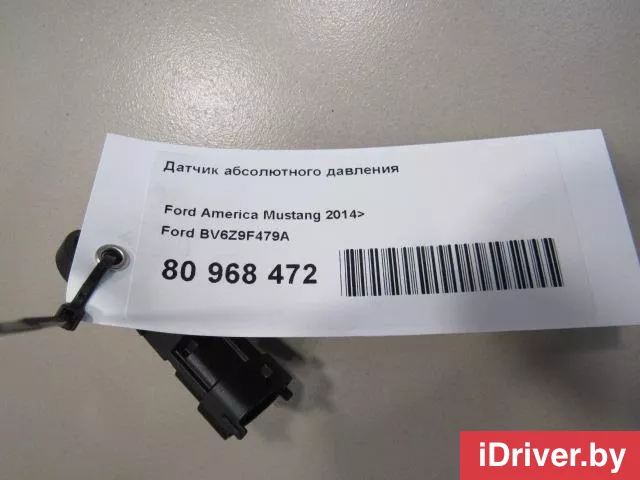 Датчик абсолютного давления
Ford America Mustang 2014>
Ford BV6Z9F479A
80 968 472
iDriver.by